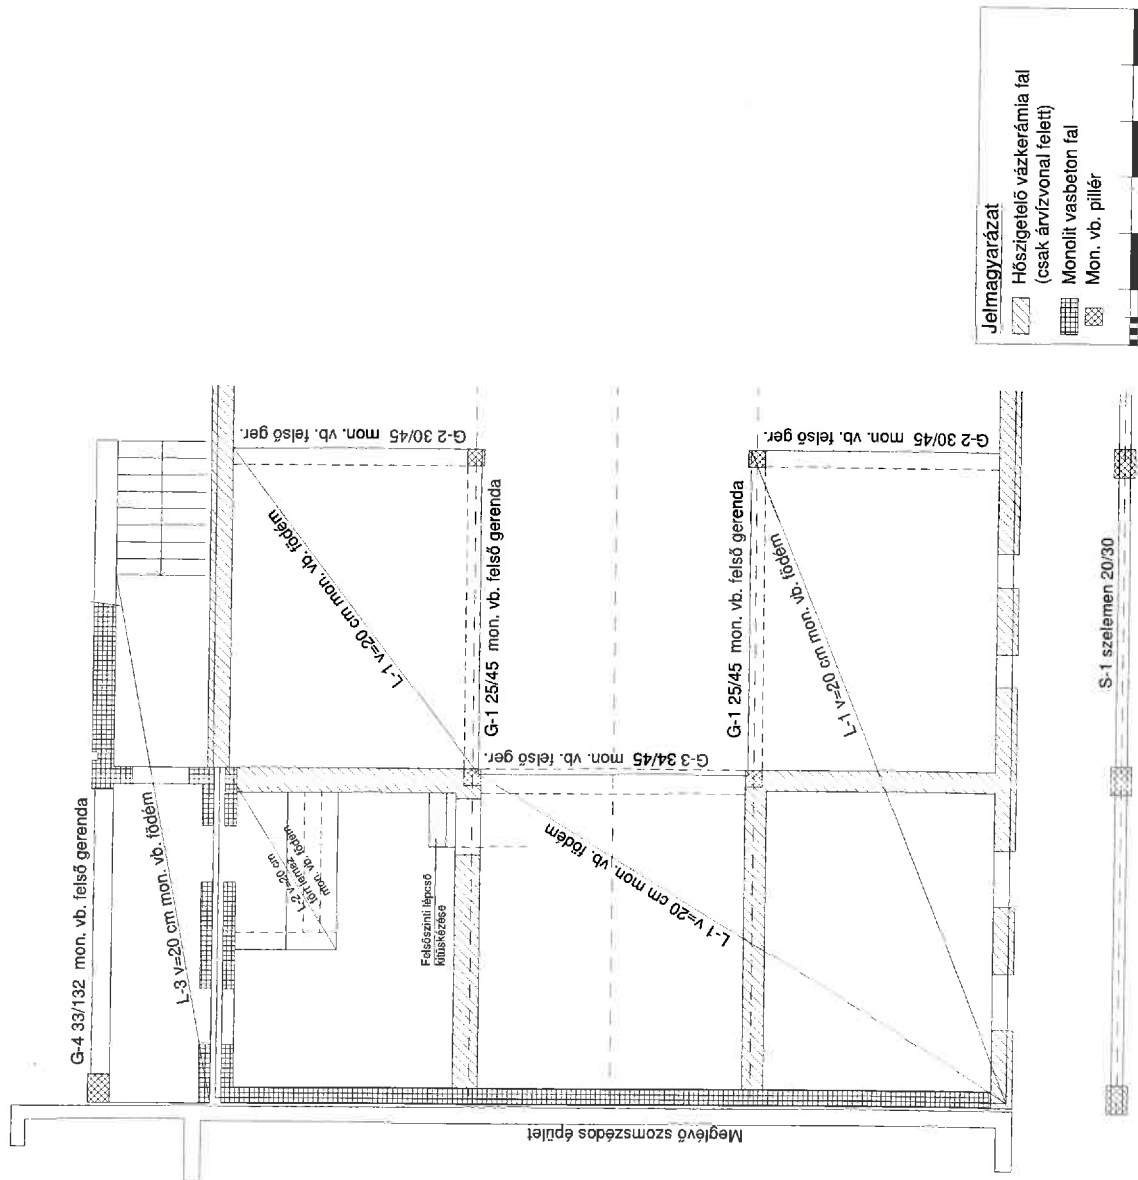 G-4 33/132 mon. vb. felső gerenda
L-3 v=20 cm mon. vb. födém
L-2 v=20 cm
tört lemez
mon. vb. födém
Felsőszinti lépcső
kitüskézése
L-1 v=20 cm mon. vb. födém
G-2 30/45 mon. vb. felső ger.
G-1 25/45 mon. vb. felső gerenda
G-3 34/45 mon. vb. felső ger.
L-1 v=20 cm mon. vb. födém
G-1 25/45 mon. vb. felső gerenda
G-2 30/45 mon. vb. felső ger.
L-1 v=20 cm mon. vb. födém
Meglévő szomszédos épület
S-1 szelemen 20/30
Jelmagyarázat
Hőszigetelő vázkerámia fal
(csak árvízvonal felett)
Monolit vasbeton fal
Mon. vb. pillér